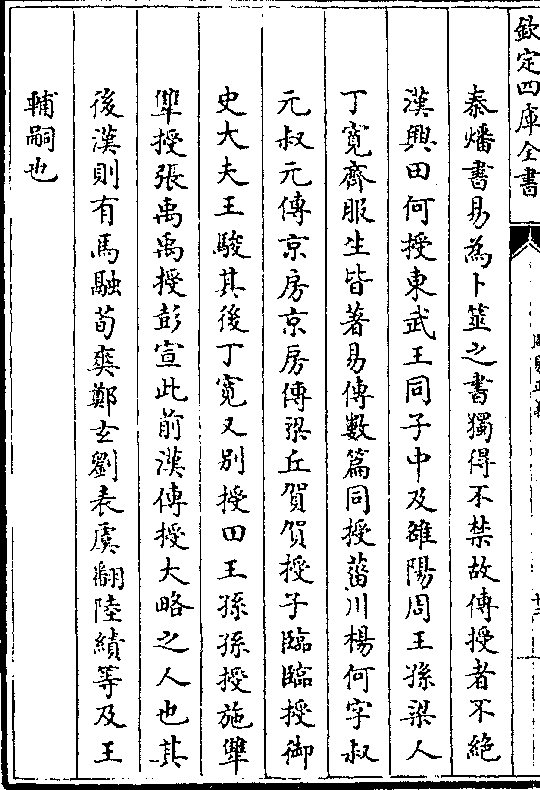 欽定四庫全書
秦燔書易為卜筮之書獨得不禁故傳授者不絕
漢興田何授東武王同子中及雒陽周王孫梁人
丁寛齊服生皆著易傳數篇同授菑川楊何字叔
元叔元傳京房京房傳梁丘賀賀授子臨臨授御
史大夫王駿其後丁寛又别授田王孫孫授施犨
犨授張禹禹授彭宣此前漢傳授大略之人也其
後漢則有馬融荀爽鄭玄劉表虞翻陸績等及王
輔嗣也